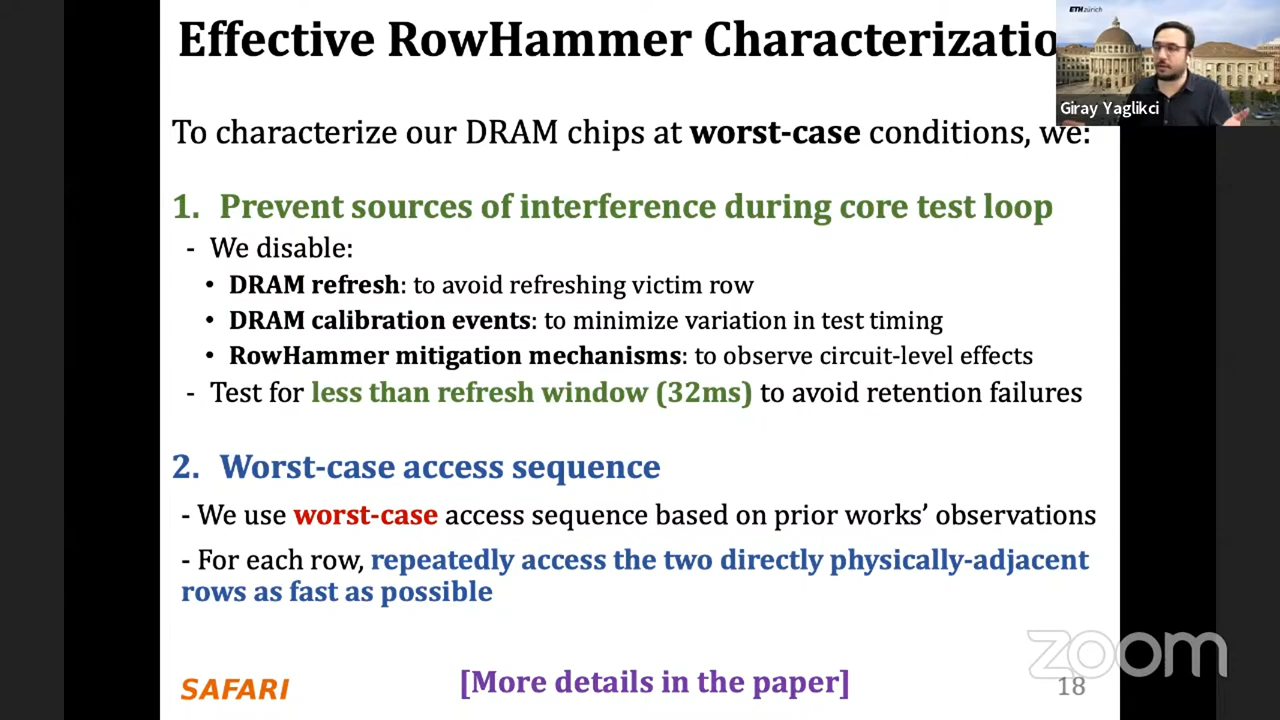 Effective RowHammer Characterizatio
ETH zürich
Giray Yaglikci
To characterize our DRAM chips at worst-case conditions, we:
1. Prevent sources of interference during core test loop
- We disable:
• DRAM refresh: to avoid refreshing victim row
• DRAM calibration events: to minimize variation in test timing
• RowHammer mitigation mechanisms: to observe circuit-level effects
- Test for less than refresh window (32ms) to avoid retention failures
2. Worst-case access sequence
- We use worst-case access sequence based on prior works’ observations
- For each row, repeatedly access the two directly physically-adjacent
rows as fast as possible
zoom
SAFARI
[More details in the paper]
18